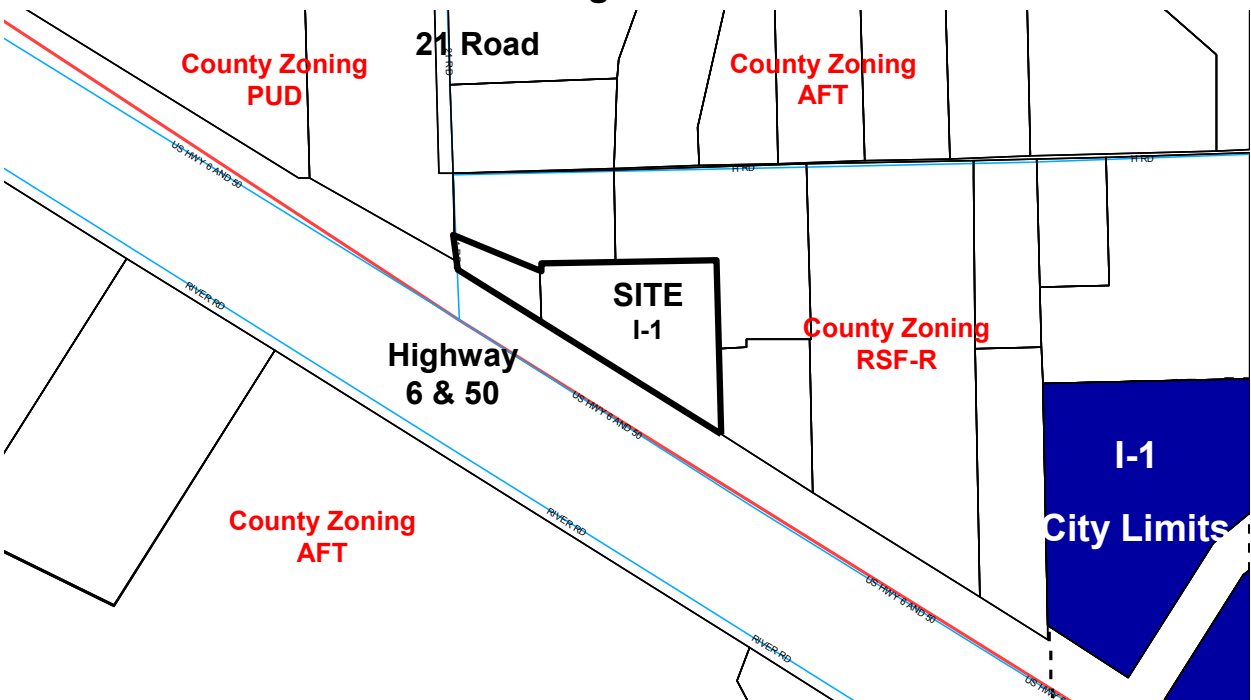 21 Road
21 RD
County Zoning
PUD
County Zoning
AFT
US HWY 6 AND 50
H RD
H RD
RIVER RD
SITE
I-1
County Zoning
RSF-R
Highway
6 & 50
US HWY 6 AND 50
I-1
City Limits
County Zoning
AFT
RIVER RD
US HWY 6 AND 50
RIVER RD